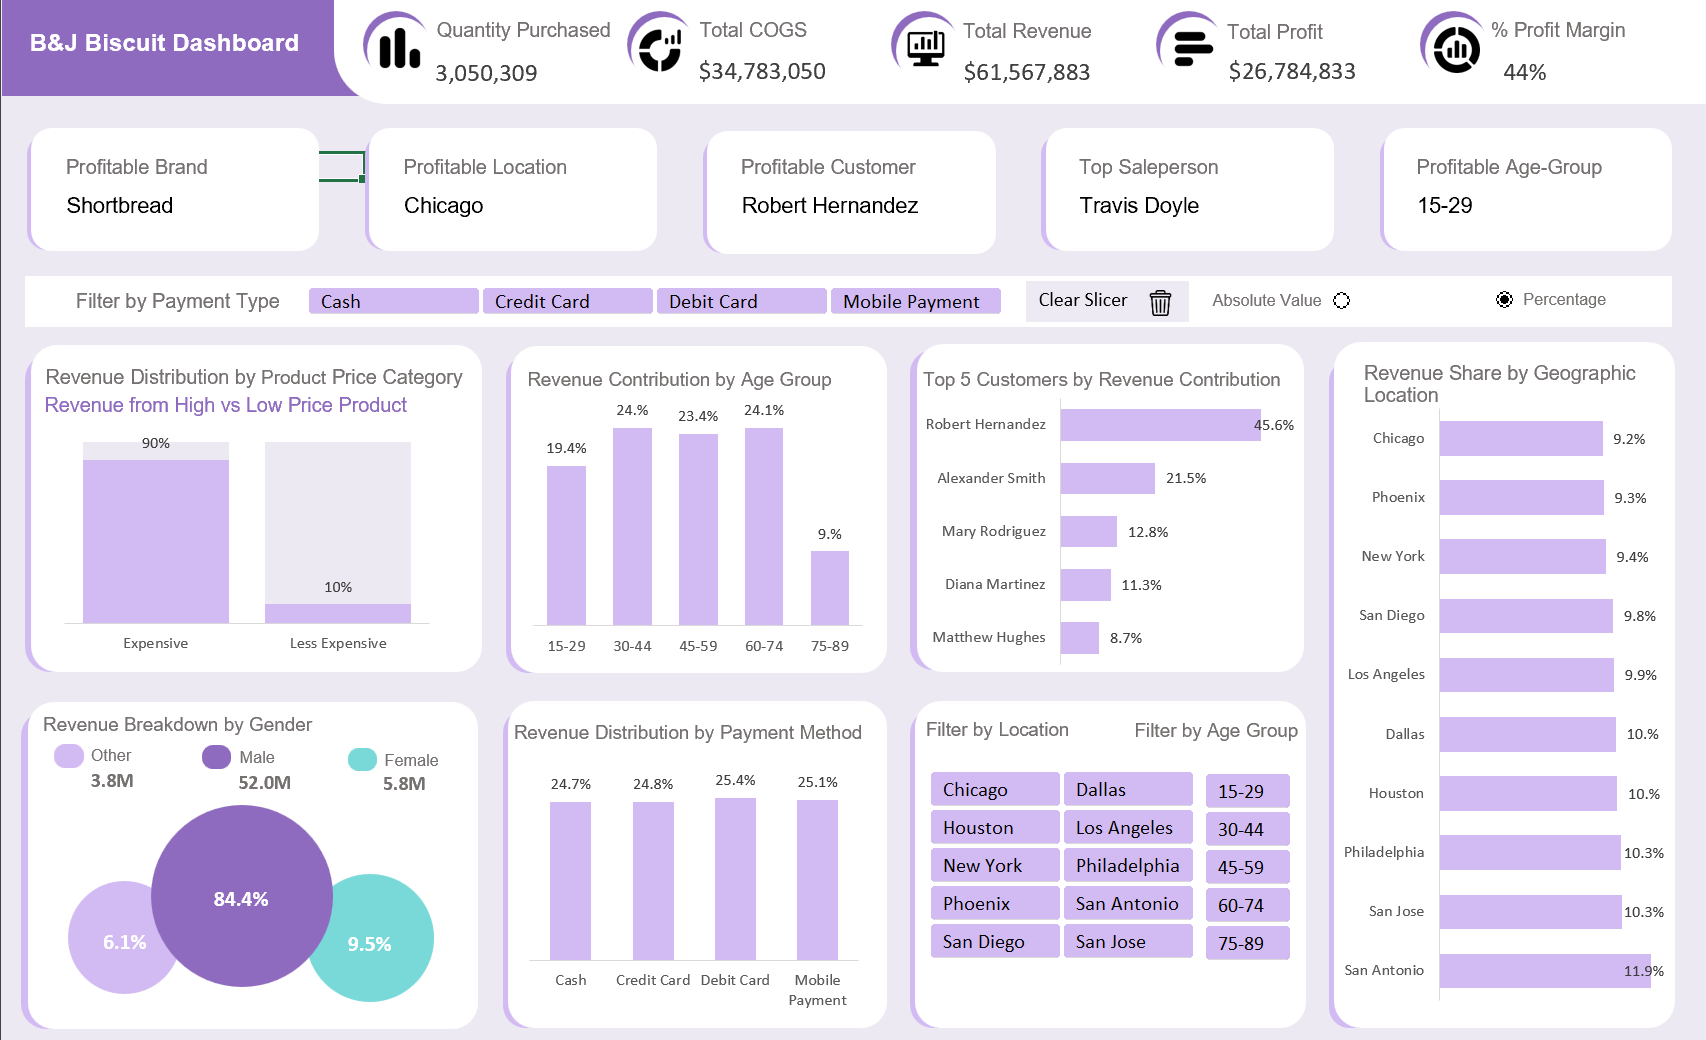 B&J Biscuit Dashboard
Quantity Purchased
3,050,309
Total COGS
$34,783,050
Total Revenue
$61,567,883
Total Profit
$26,784,833
% Profit Margin
44%
Profitable Brand
Shortbread
Profitable Location
Chicago
Profitable Customer
Robert Hernandez
Top Saleperson
Travis Doyle
Profitable Age-Group
15-29
Filter by Payment Type
Cash
Credit Card
Debit Card
Mobile Payment
Clear Slicer
Absolute Value
Percentage
Revenue Distribution by Product Price Category
Revenue from High vs Low Price Product
90%
10%
Expensive
Less Expensive
Revenue Contribution by Age Group
19.4%
24.%
23.4%
24.1%
9.%
15-29
30-44
45-59
60-74
75-89
Top 5 Customers by Revenue Contribution
Robert Hernandez
45.6%
Alexander Smith
21.5%
Mary Rodriguez
12.8%
Diana Martinez
11.3%
Matthew Hughes
8.7%
Revenue Share by Geographic
Location
Chicago
9.2%
Phoenix
9.3%
New York
9.4%
San Diego
9.8%
Los Angeles
9.9%
Dallas
10.%
Houston
10.%
Philadelphia
10.3%
San Jose
10.3%
San Antonio
11.9%
Revenue Breakdown by Gender
Other
3.8M
Male
52.0M
Female
5.8M
6.1%
84.4%
9.5%
Revenue Distribution by Payment Method
24.7%
24.8%
25.4%
25.1%
Cash
Credit Card
Debit Card
Mobile
Payment
Filter by Location
Filter by Age Group
Chicago
Dallas
15-29
Houston
Los Angeles
30-44
New York
Philadelphia
45-59
Phoenix
San Antonio
60-74
San Diego
San Jose
75-89